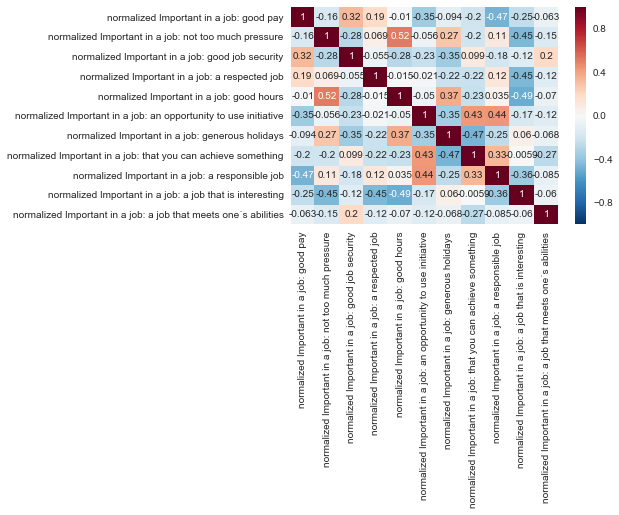 normalized Important in a job: good pay 1 -0.16 0.32 0.19 -0.01 -0.35 -0.094 -0.2 -0.47 -0.25 -0.063
normalized Important in a job: not too much pressure -0.16 1 -0.28 0.069 0.52 -0.056 0.27 -0.2 0.11 -0.45 -0.15
normalized Important in a job: good job security 0.32 -0.28 1 -0.055 -0.28 -0.23 -0.35 0.099 -0.18 -0.12 0.2
normalized Important in a job: a respected job 0.19 0.069 -0.055 1 -0.015 -0.021 -0.22 -0.22 0.12 -0.45 -0.12
normalized Important in a job: good hours -0.01 0.52 -0.28 -0.015 1 -0.05 0.37 -0.23 0.035 -0.49 -0.07
normalized Important in a job: an opportunity to use initiative -0.35 -0.056 -0.23 -0.021 -0.05 1 -0.35 0.43 0.44 -0.17 -0.12
normalized Important in a job: generous holidays -0.094 0.27 -0.35 -0.22 0.37 -0.35 1 -0.47 -0.25 0.06 -0.068
normalized Important in a job: that you can achieve something -0.2 -0.2 0.099 -0.22 -0.23 0.43 -0.47 1 0.33 -0.0059 -0.27
normalized Important in a job: a responsible job -0.47 0.11 -0.18 0.12 0.035 0.44 -0.25 0.33 1 -0.36 -0.085
normalized Important in a job: a job that is interesting -0.25 -0.45 -0.12 -0.45 -0.49 -0.17 0.06 -0.0059 -0.36 1 -0.06
normalized Important in a job: a job that meets one´s abilities -0.063 -0.15 0.2 -0.12 -0.07 -0.12 -0.068 -0.27 -0.085 -0.06 1
normalized Important in a job: good pay
normalized Important in a job: not too much pressure
normalized Important in a job: good job security
normalized Important in a job: a respected job
normalized Important in a job: good hours
normalized Important in a job: an opportunity to use initiative
normalized Important in a job: generous holidays
normalized Important in a job: that you can achieve something
normalized Important in a job: a responsible job
normalized Important in a job: a job that is interesting
normalized Important in a job: a job that meets one´s abilities
0.8
0.4
0.0
−0.4
−0.8